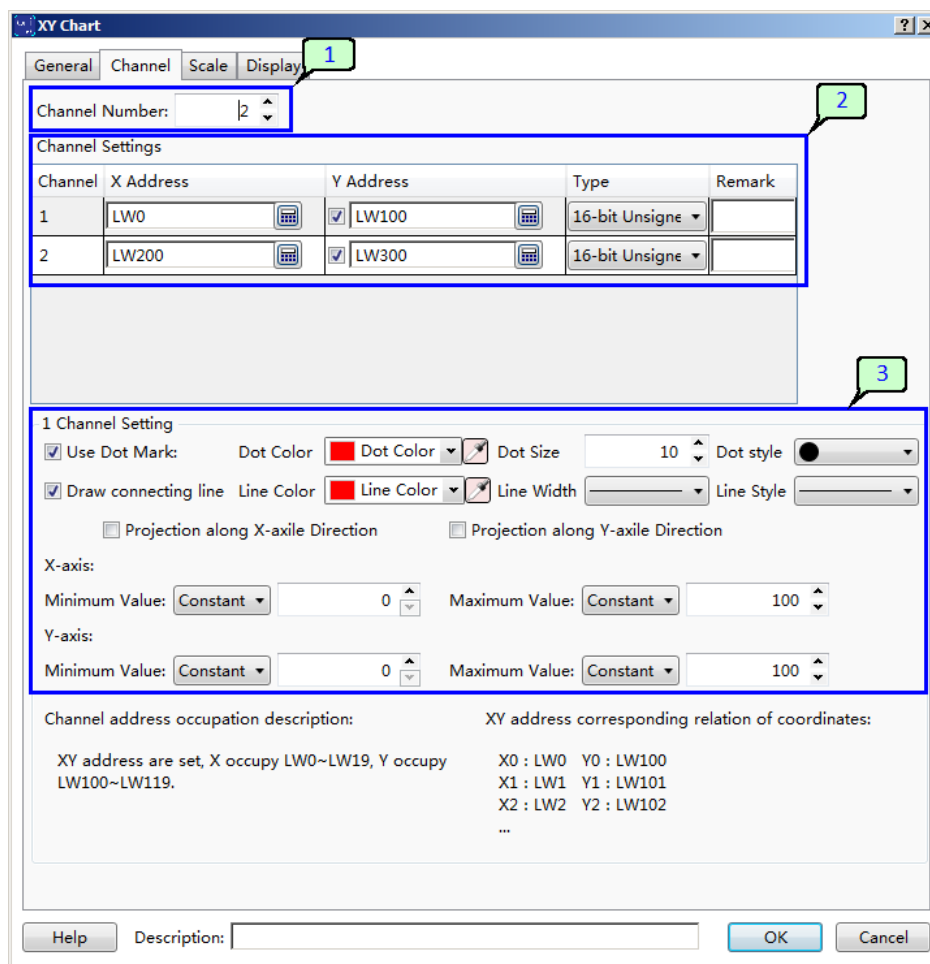 XY Chart
General Channel Scale Display 1
Channel Number: 2
2
Channel Settings
Channel X Address Y Address Type Remark
1 LW0 LW100 16-bit Unsigne
2 LW200 LW300 16-bit Unsigne
3
1 Channel Setting
Use Dot Mark: Dot Color Dot Color Dot Size 10 Dot style
Draw connecting line Line Color Line Color Line Width Line Style
Projection along X-axile Direction Projection along Y-axile Direction
X-axis:
Minimum Value: Constant 0 Maximum Value: Constant 100
Y-axis:
Minimum Value: Constant 0 Maximum Value: Constant 100
Channel address occupation description: XY address corresponding relation of coordinates:
XY address are set, X occupy LW0~LW19, Y occupy
LW100~LW119.
X0 : LW0 Y0 : LW100
X1 : LW1 Y1 : LW101
X2 : LW2 Y2 : LW102
...
Help Description: OK Cancel